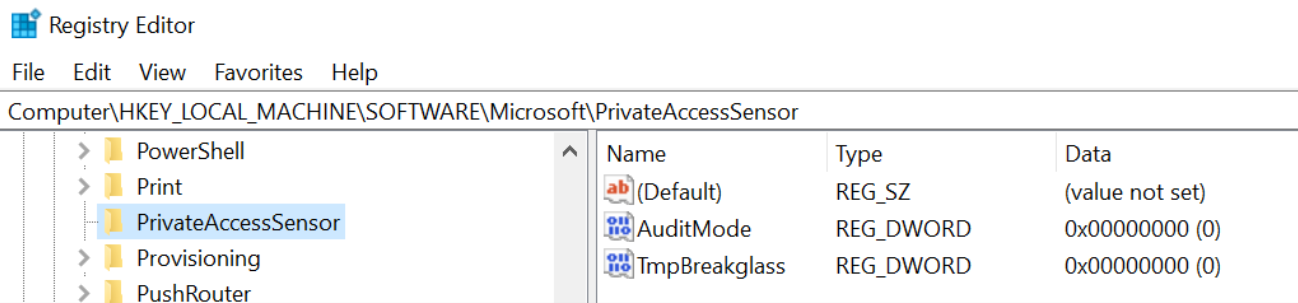 Registry Editor
File Edit View Favorites Help
Computer\HKEY_LOCAL_MACHINE\SOFTWARE\Microsoft\PrivateAccessSensor
PowerShell
Print
PrivateAccessSensor
Provisioning
PushRouter
Name Type Data
(Default) REG_SZ (value not set)
AuditMode REG_DWORD 0x00000000 (0)
TmpBreakglass REG_DWORD 0x00000000 (0)